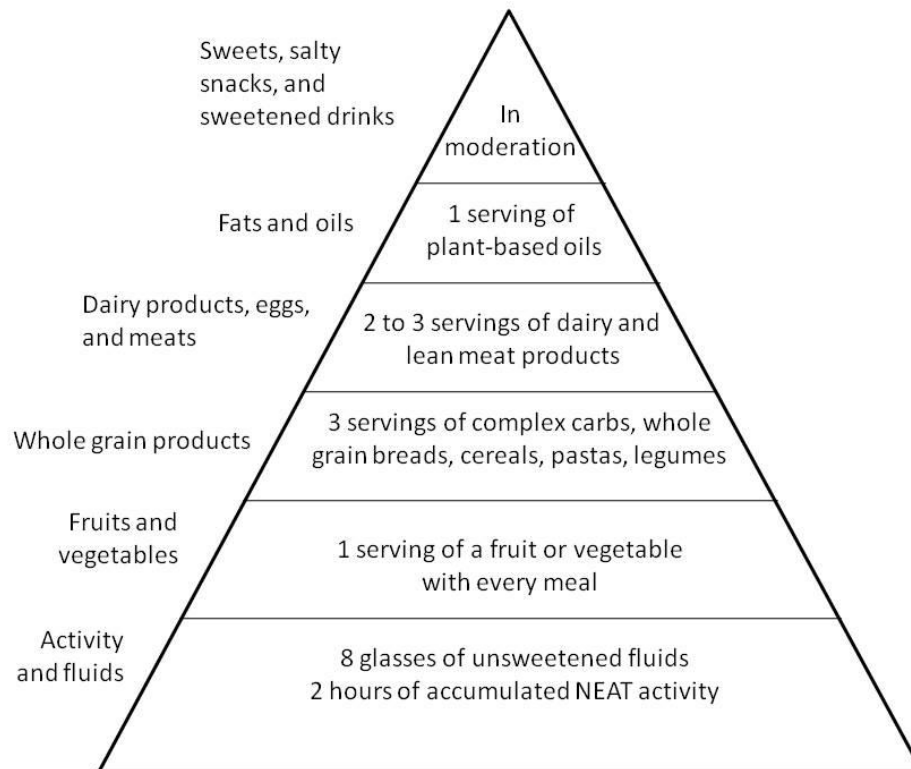 Sweets, salty
snacks, and
sweetened drinks
In
moderation
Fats and oils
1 serving of
plant-based oils
Dairy products, eggs,
and meats
2 to 3 servings of dairy and
lean meat products
Whole grain products
3 servings of complex carbs, whole
grain breads, cereals, pastas, legumes
Fruits and
vegetables
1 serving of a fruit or vegetable
with every meal
Activity
and fluids
8 glasses of unsweetened fluids
2 hours of accumulated NEAT activity